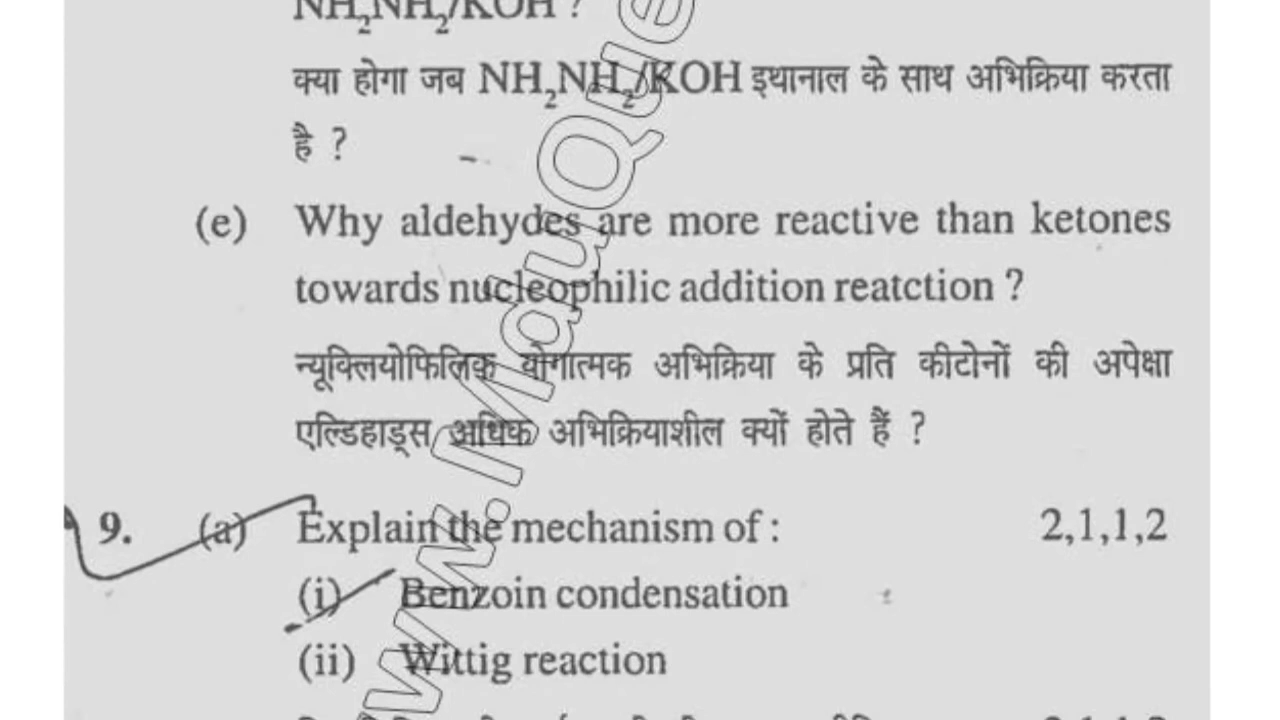 NH2NH2/KOH ?
क्या होगा जब NH2NH2/KOH इथानाल के साथ अभिक्रिया करता
है ?
(e) Why aldehydes are more reactive than ketones
towards nucleophilic addition reatction ?
न्यूक्लियोफिलिक योगात्मक अभिक्रिया के प्रति कीटोनों की अपेक्षा
एल्डिहाड्स अधिक अभिक्रियाशील क्यों होते हैं ?
9. (a) Explain the mechanism of : 2,1,1,2
(i) Benzoin condensation
(ii) Wittig reaction